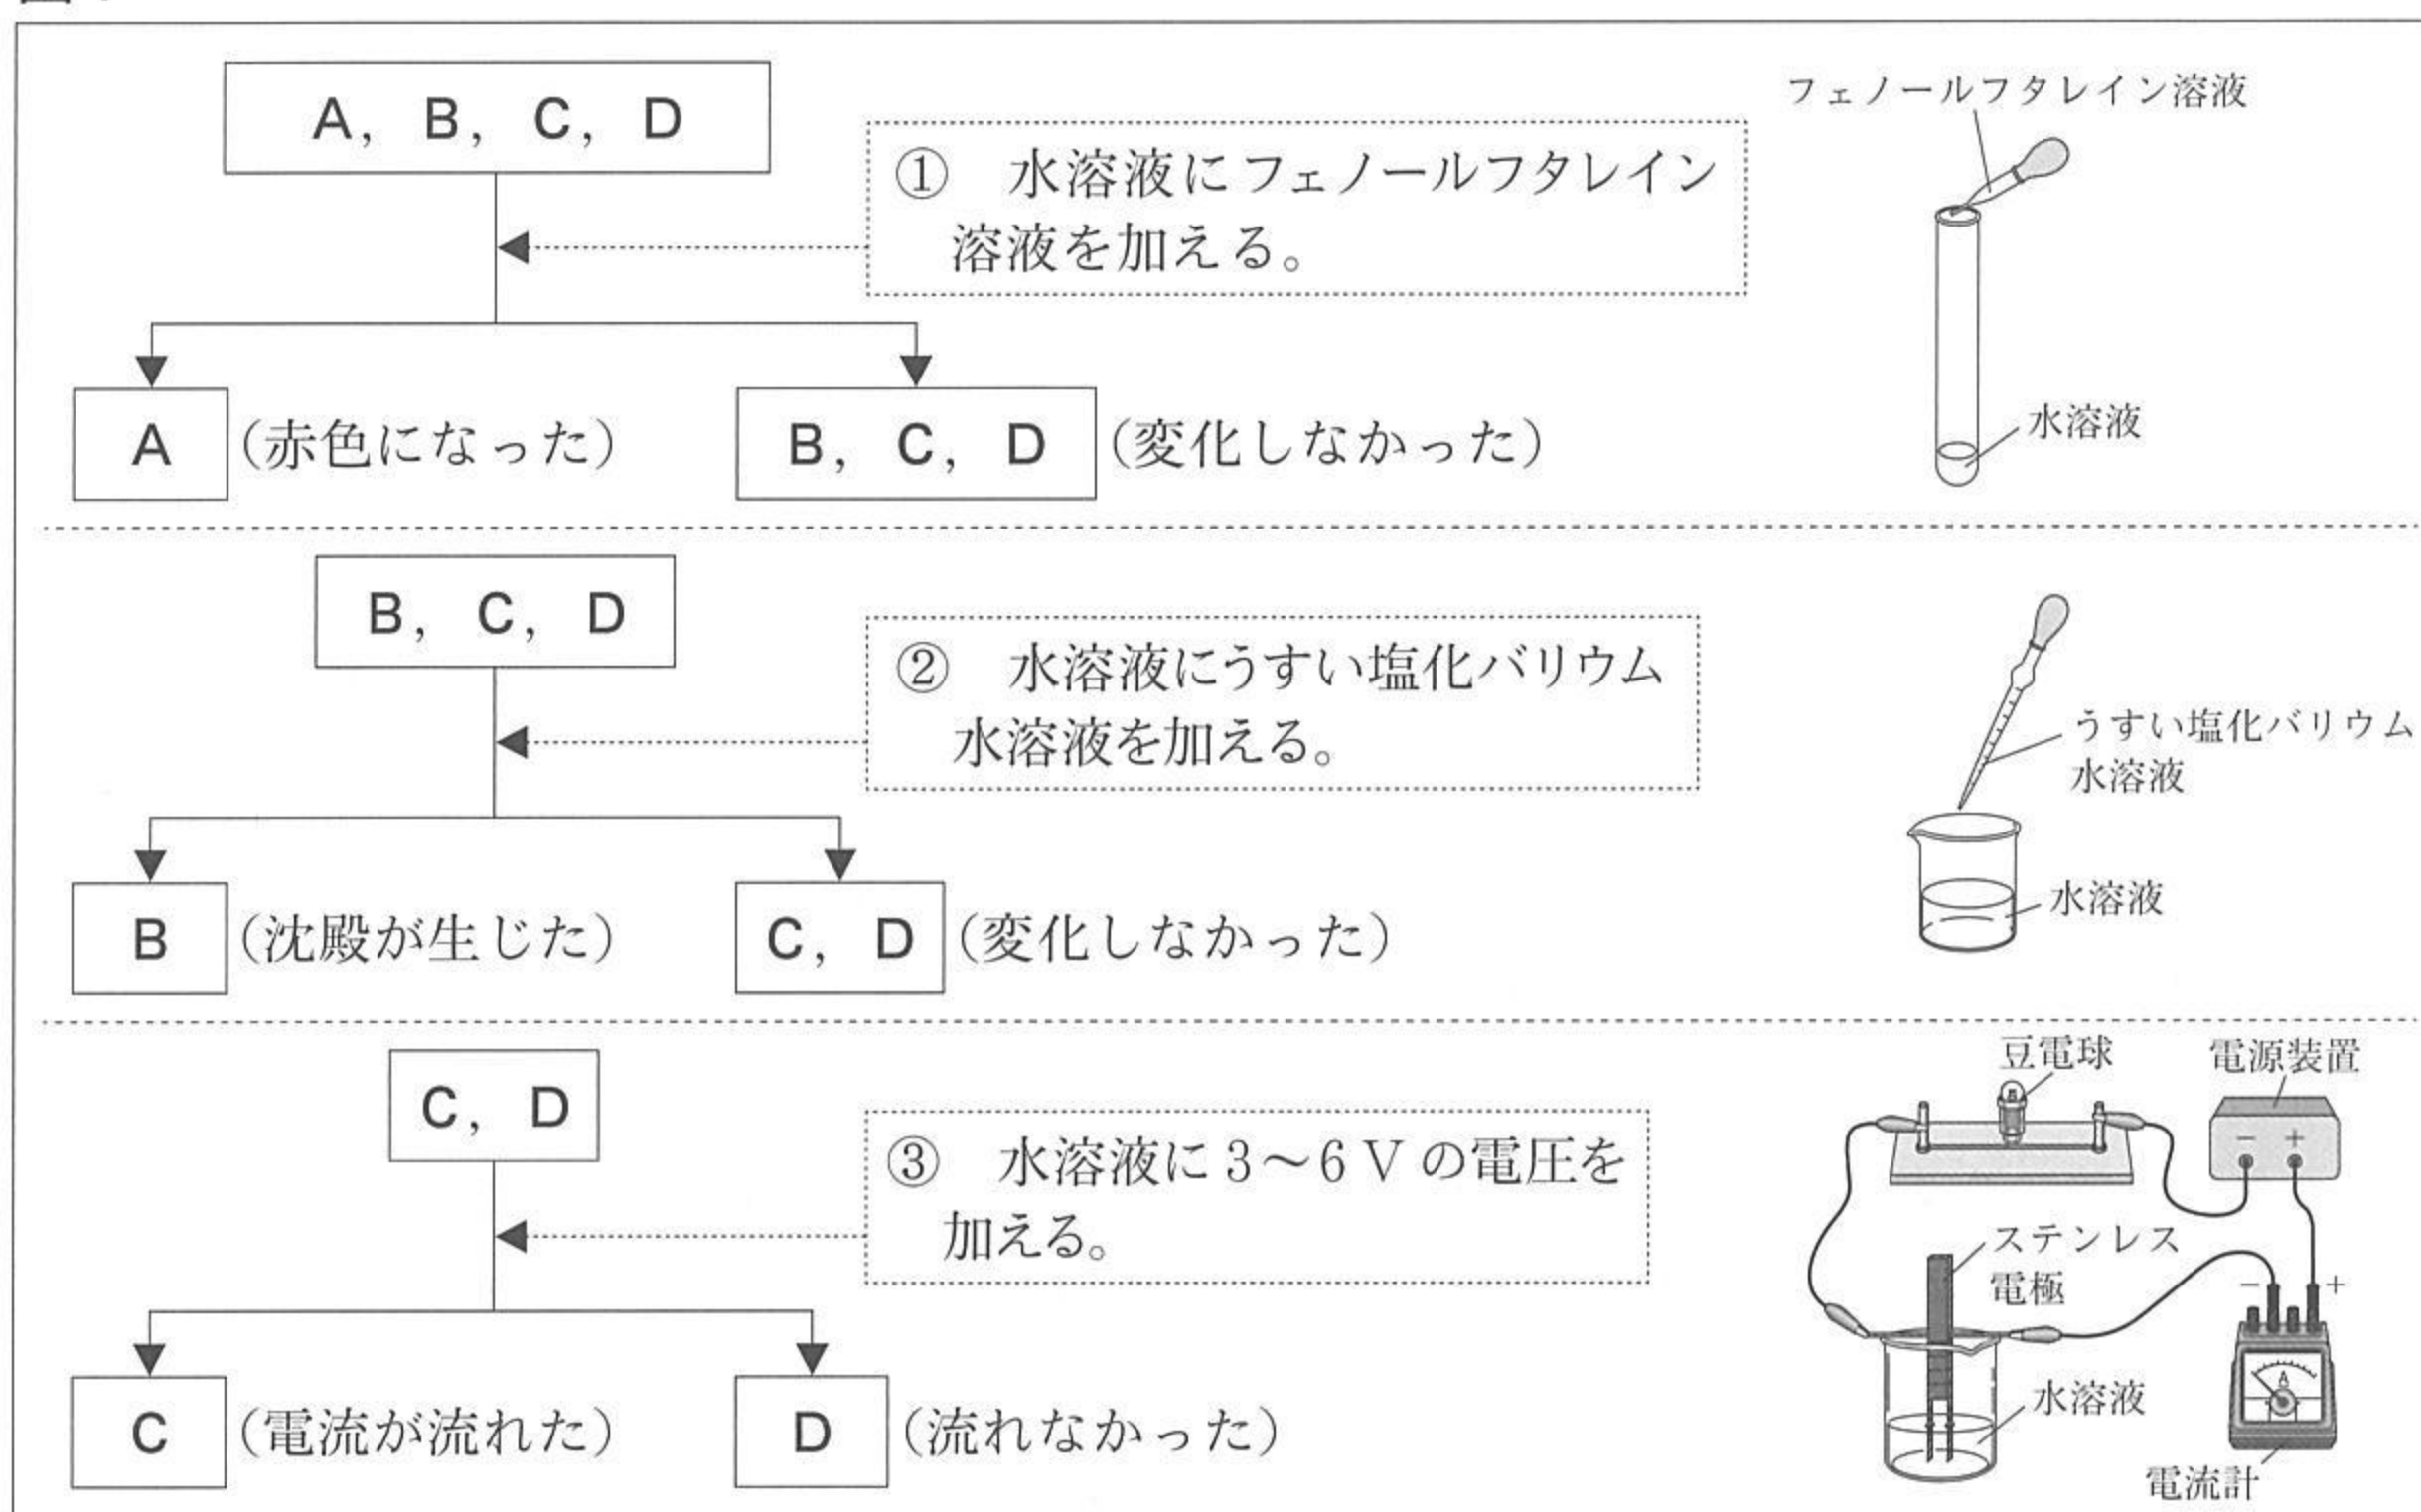 A, B, C, D
① 水溶液にフェノールフタレイン
溶液を加える。
フェノールフタレイン溶液
水溶液
A (赤色になった)
B, C, D (変化しなかった)
B, C, D
② 水溶液にうすい塩化バリウム
水溶液を加える。
うすい塩化バリウム
水溶液
水溶液
B (沈殿が生じた)
C, D (変化しなかった)
C, D
③ 水溶液に3〜6Vの電圧を
加える。
豆電球
電源装置
− +
ステンレス
電極
− +
A
水溶液
電流計
C (電流が流れた)
D (流れなかった)